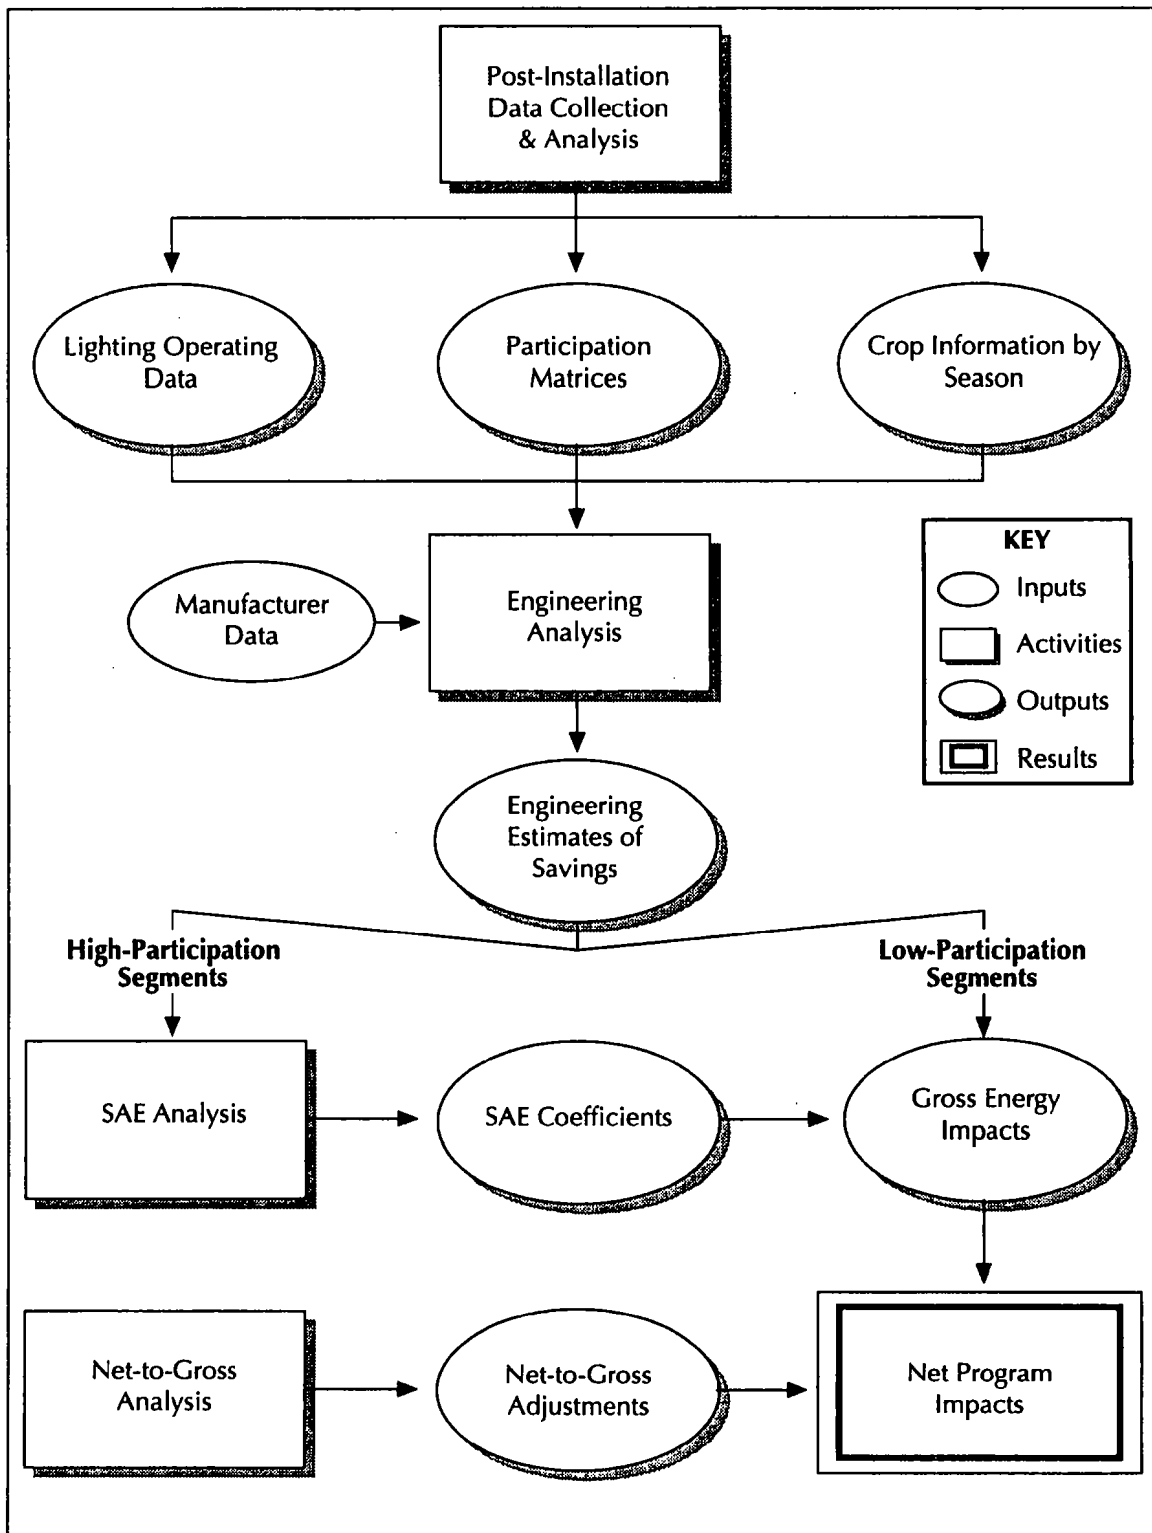 Post-Installation
Data Collection
& Analysis
Lighting Operating
Data
Participation
Matrices
Crop Information by
Season
Manufacturer
Data
Engineering
Analysis
KEY
Inputs
Activities
Outputs
Results
Engineering
Estimates of
Savings
High-Participation
Segments
Low-Participation
Segments
SAE Analysis
SAE Coefficients
Gross Energy
Impacts
Net-to-Gross
Analysis
Net-to-Gross
Adjustments
Net Program
Impacts